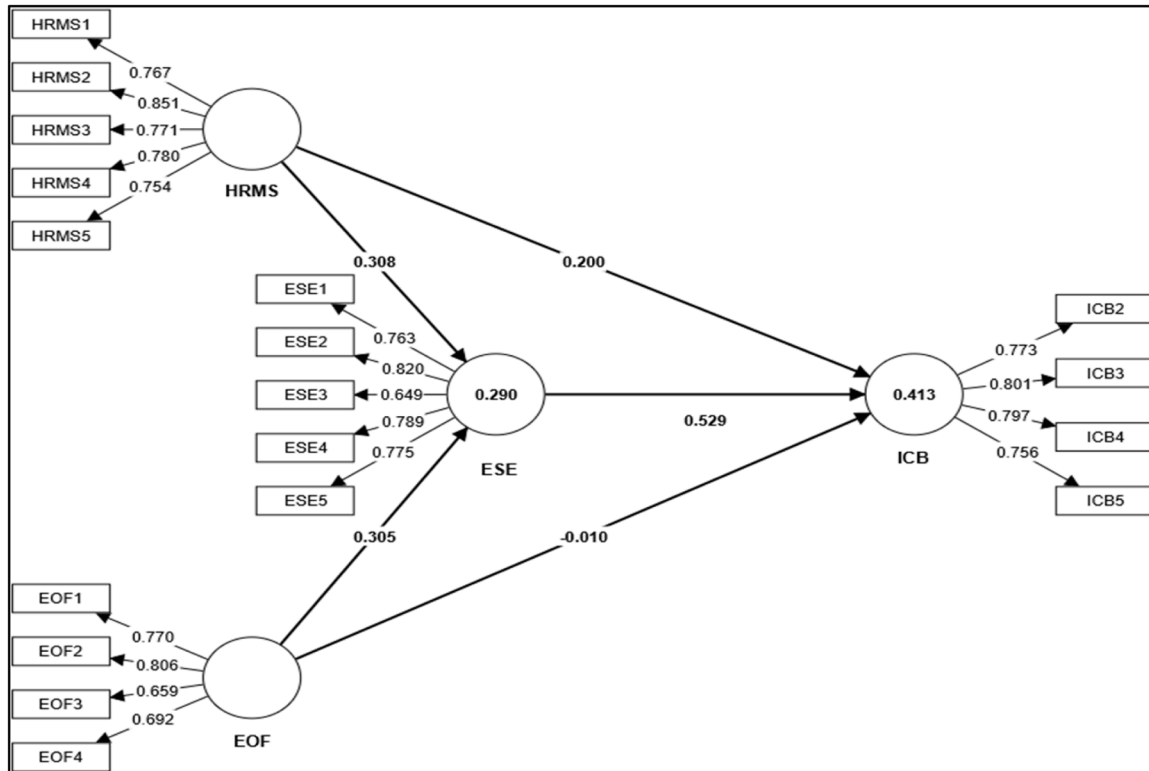 HRMS1
0.767
HRMS2
0.851
HRMS3
0.771
HRMS4
0.780
HRMS5
0.754
HRMS
0.308
0.200
ESE1
0.763
ESE2
0.820
ESE3
0.649
ESE4
0.789
ESE5
0.775
0.290
ESE
0.529
0.413
ICB
ICB2
0.773
ICB3
0.801
ICB4
0.797
ICB5
0.756
0.305
-0.010
EOF1
0.770
EOF2
0.806
EOF3
0.659
EOF4
0.692
EOF